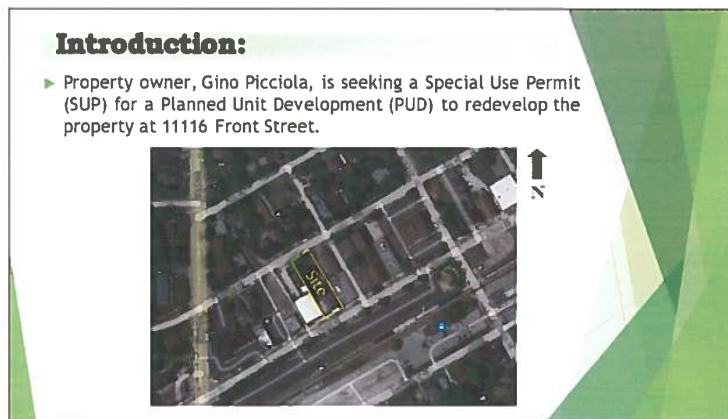 Introduction:
Property owner, Gino Picciola, is seeking a Special Use Permit
(SUP) for a Planned Unit Development (PUD) to redevelop the
property at 11116 Front Street.
N
Site